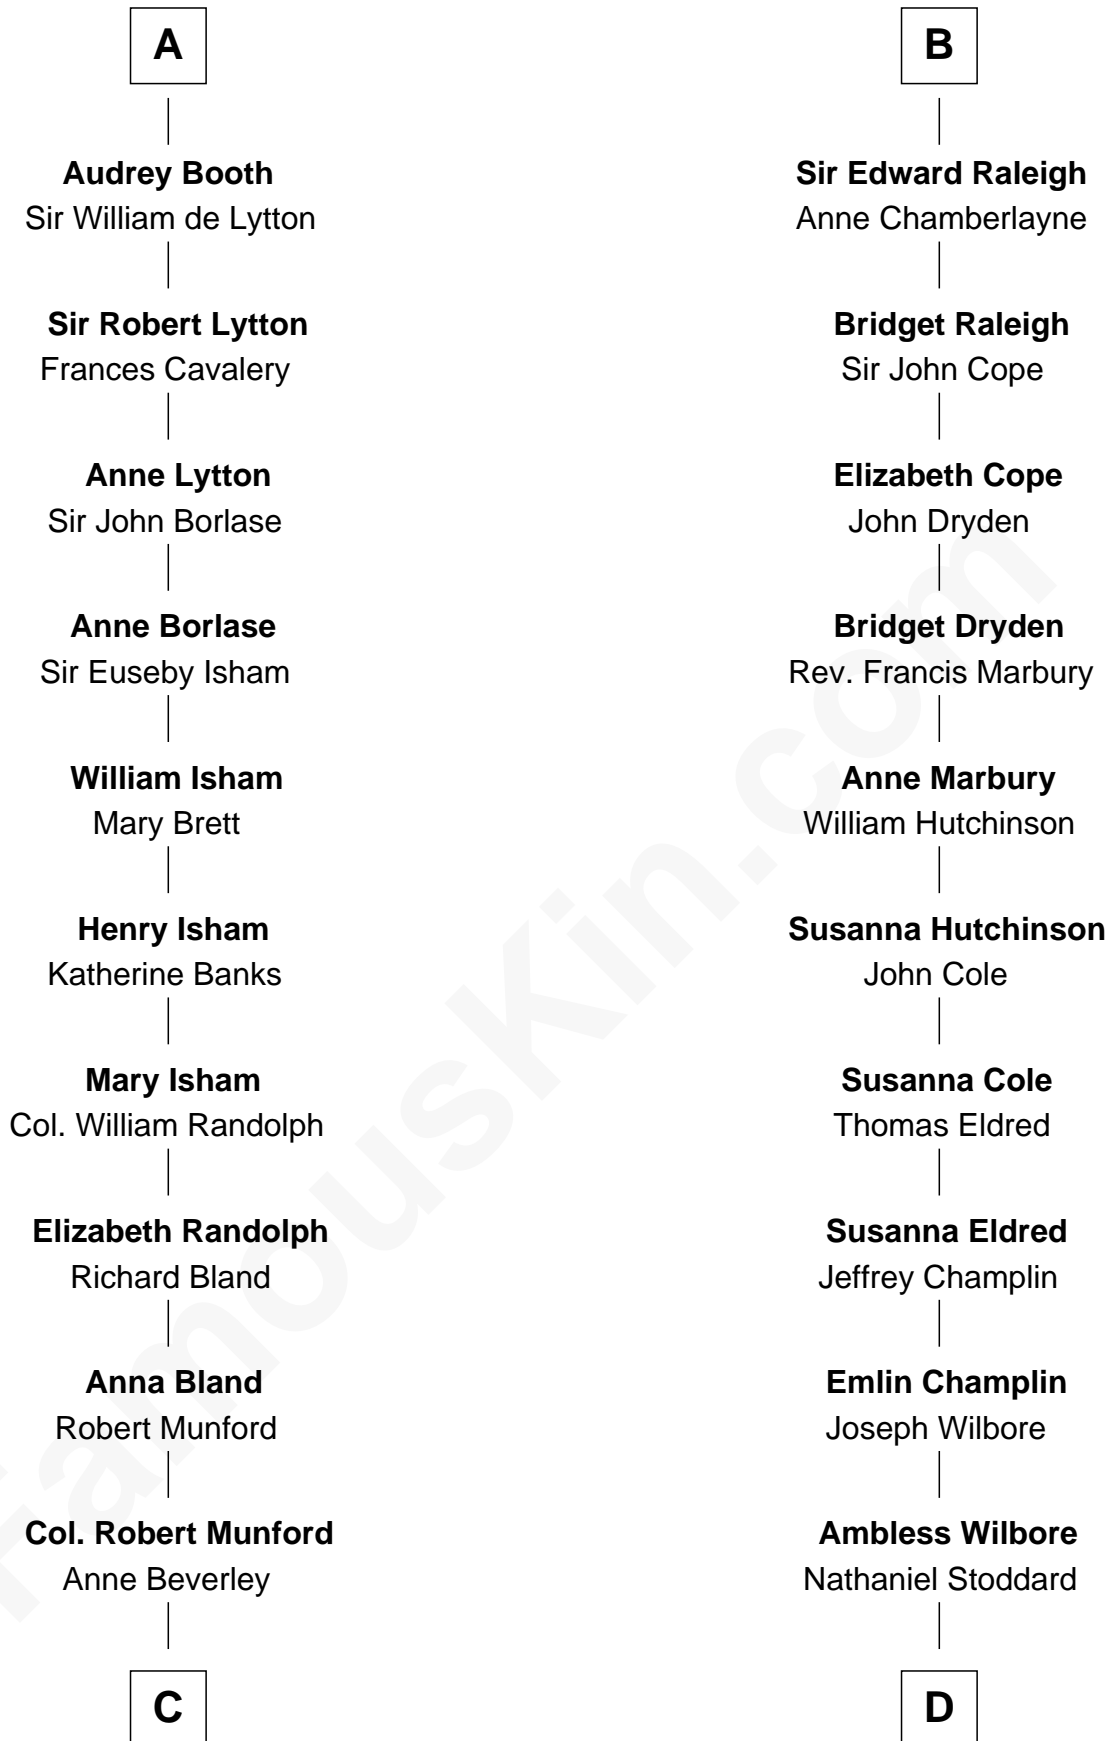 A
Audrey Booth
Sir William de Lytton
Sir Robert Lytton
Frances Cavalery
Anne Lytton
Sir John Borlase
Anne Borlase
Sir Euseby Isham
William Isham
Mary Brett
Henry Isham
Katherine Banks
Mary Isham
Col. William Randolph
Elizabeth Randolph
Richard Bland
Anna Bland
Robert Munford
Col. Robert Munford
Anne Beverley
C
B
Sir Edward Raleigh
Anne Chamberlayne
Bridget Raleigh
Sir John Cope
Elizabeth Cope
John Dryden
Bridget Dryden
Rev. Francis Marbury
Anne Marbury
William Hutchinson
Susanna Hutchinson
John Cole
Susanna Cole
Thomas Eldred
Susanna Eldred
Jeffrey Champlin
Emlin Champlin
Joseph Wilbore
Ambless Wilbore
Nathaniel Stoddard
D
FamousKin.com